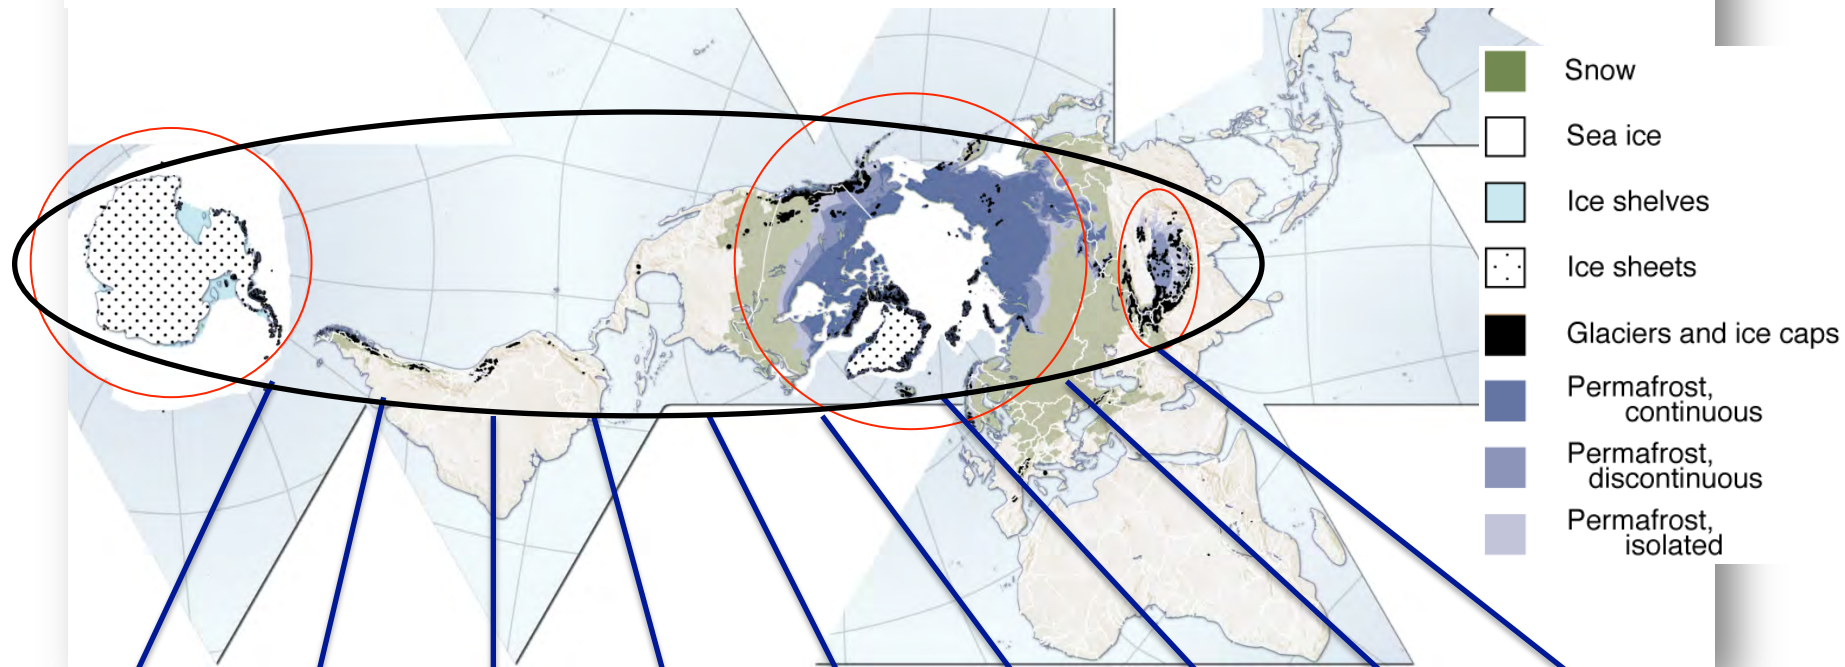 Snow
Sea ice
Ice shelves
Ice sheets
Glaciers and ice caps
Permafrost,
continuous
Permafrost,
discontinuous
Permafrost,
isolated